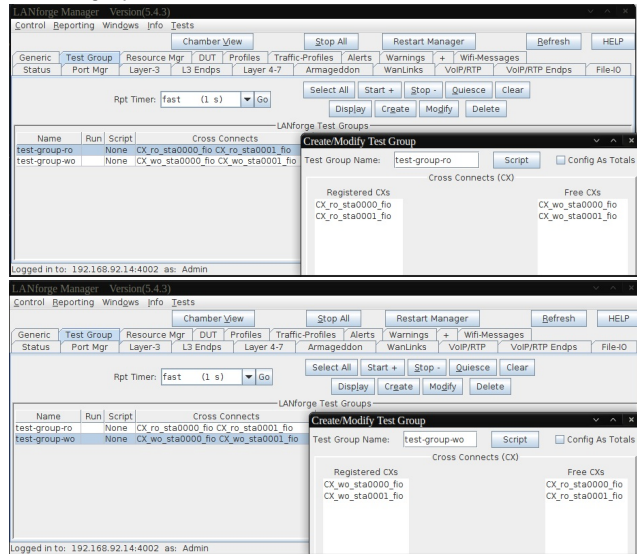 LANforge Manager Version(5.4.3)
Control Reporting Windows Info Tests
Chamber View Stop All Restart Manager Refresh HELP
Generic Test Group Resource Mgr DUT Profiles Traffic-Profiles Alerts Warnings + Wifi-Messages
Status Port Mgr Layer-3 L3 Endps Layer 4-7 Armageddon WanLinks VoIP/RTP VoIP/RTP Endps File-IO
Rpt Timer: fast (1 s) Go Select All Start + Stop - Quiesce Clear
Display Create Modify Delete
LANforge Test Groups
Name Run Script Cross Connects
test-group-ro None CX_ro_sta0000_fio CX_ro_sta0001_fio
test-group-wo None CX_wo_sta0000_fio CX_wo_sta0001_fio
Create/Modify Test Group
Test Group Name: test-group-ro Script Config As Totals
Cross Connects (CX)
Registered CXs Free CXs
CX_ro_sta0000_fio CX_wo_sta0000_fio
CX_ro_sta0001_fio CX_wo_sta0001_fio
Logged in to: 192.168.92.14:4002 as: Admin
LANforge Manager Version(5.4.3)
Control Reporting Windows Info Tests
Chamber View Stop All Restart Manager Refresh HELP
Generic Test Group Resource Mgr DUT Profiles Traffic-Profiles Alerts Warnings + Wifi-Messages
Status Port Mgr Layer-3 L3 Endps Layer 4-7 Armageddon WanLinks VoIP/RTP VoIP/RTP Endps File-IO
Rpt Timer: fast (1 s) Go Select All Start + Stop - Quiesce Clear
Display Create Modify Delete
LANforge Test Groups
Name Run Script Cross Connects
test-group-ro None CX_ro_sta0000_fio CX_ro_sta0001_fio
test-group-wo None CX_wo_sta0000_fio CX_wo_sta0001_fio
Create/Modify Test Group
Test Group Name: test-group-wo Script Config As Totals
Cross Connects (CX)
Registered CXs Free CXs
CX_wo_sta0000_fio CX_ro_sta0000_fio
CX_wo_sta0001_fio CX_ro_sta0001_fio
Logged in to: 192.168.92.14:4002 as: Admin